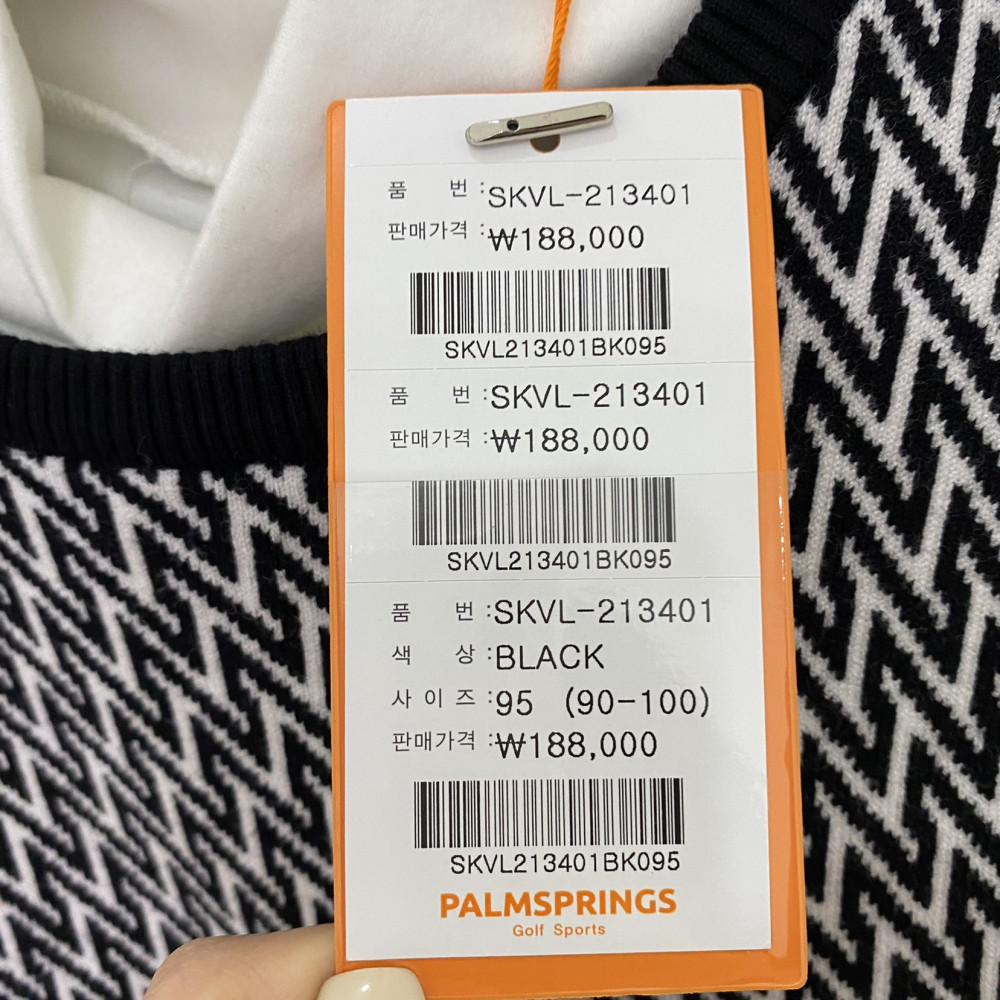 품 번 :SKVL-213401
판매가격 :₩188,000
SKVL213401BK095
품 번 :SKVL-213401
판매가격 :₩188,000
SKVL213401BK095
품 번 :SKVL-213401
색 상 :BLACK
사 이 즈 :95 (90-100)
판매가격 :₩188,000
SKVL213401BK095
PALMSPRINGS
Golf Sports